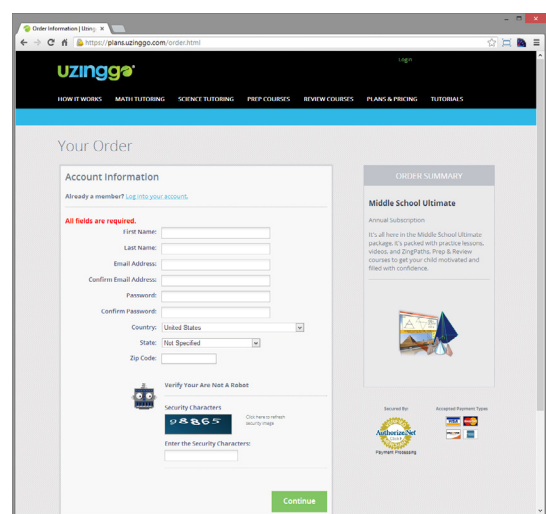 Order Information | Uzing
https://plans.uzinggo.com/order.html
Login
uzinggo
HOW IT WORKS MATH TUTORING SCIENCE TUTORING PREP COURSES REVIEW COURSES PLANS & PRICING TUTORIALS
Your Order
Account Information
Already a member? Log into your account.
All fields are required.
First Name:
Last Name:
Email Address:
Confirm Email Address:
Password:
Confirm Password:
Country: United States
State: Not Specified
Zip Code:
Verify Your Are Not A Robot
Security Characters
98865
Click here to refresh
security image
Enter the Security Characters:
Continue
ORDER SUMMARY
Middle School Ultimate
Annual Subscription
It's all here in the Middle School Ultimate
package. It's packed with practice lessons,
videos, and ZingPaths, Prep & Review
courses to get your child motivated and
filled with confidence.
Secured By:
Authorize.Net
Payment Processing
Accepted Payment Types
VISA